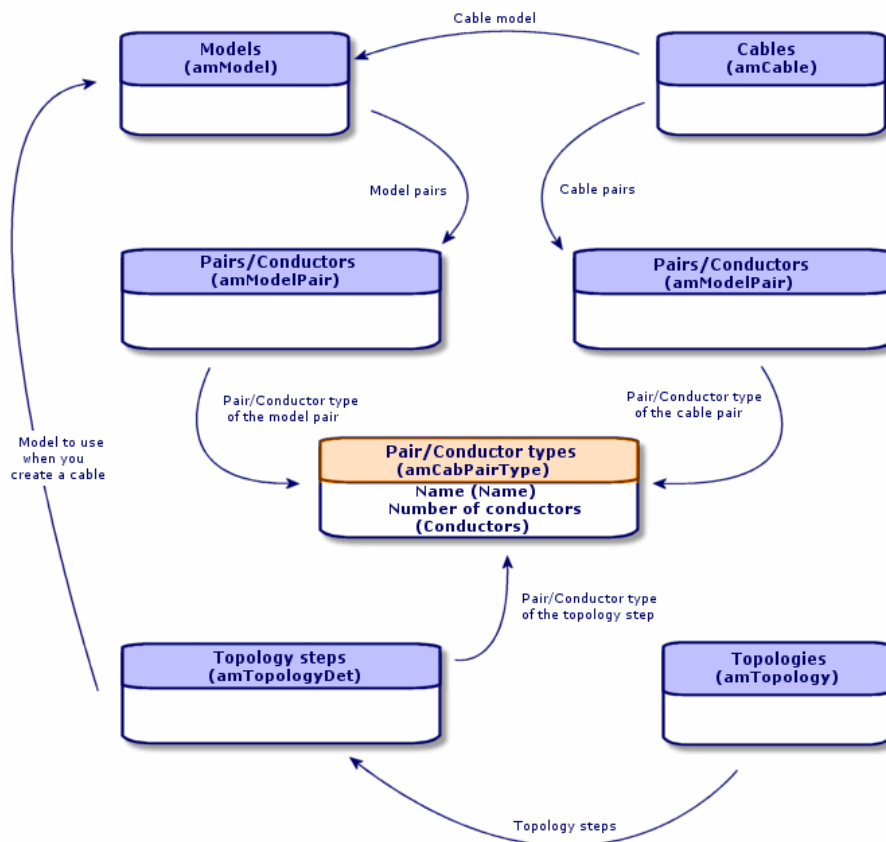 Cable model
Models
(amModel)
Cables
(amCable)
Model pairs
Cable pairs
Pairs/Conductors
(amModelPair)
Pairs/Conductors
(amModelPair)
Pair/Conductor type
of the model pair
Pair/Conductor type
of the cable pair
Model to use
when you
create a cable
Pair/Conductor types
(amCabPairType)
Name (Name)
Number of conductors
(Conductors)
Pair/Conductor type
of the topology step
Topology steps
(amTopologyDet)
Topologies
(amTopology)
Topology steps